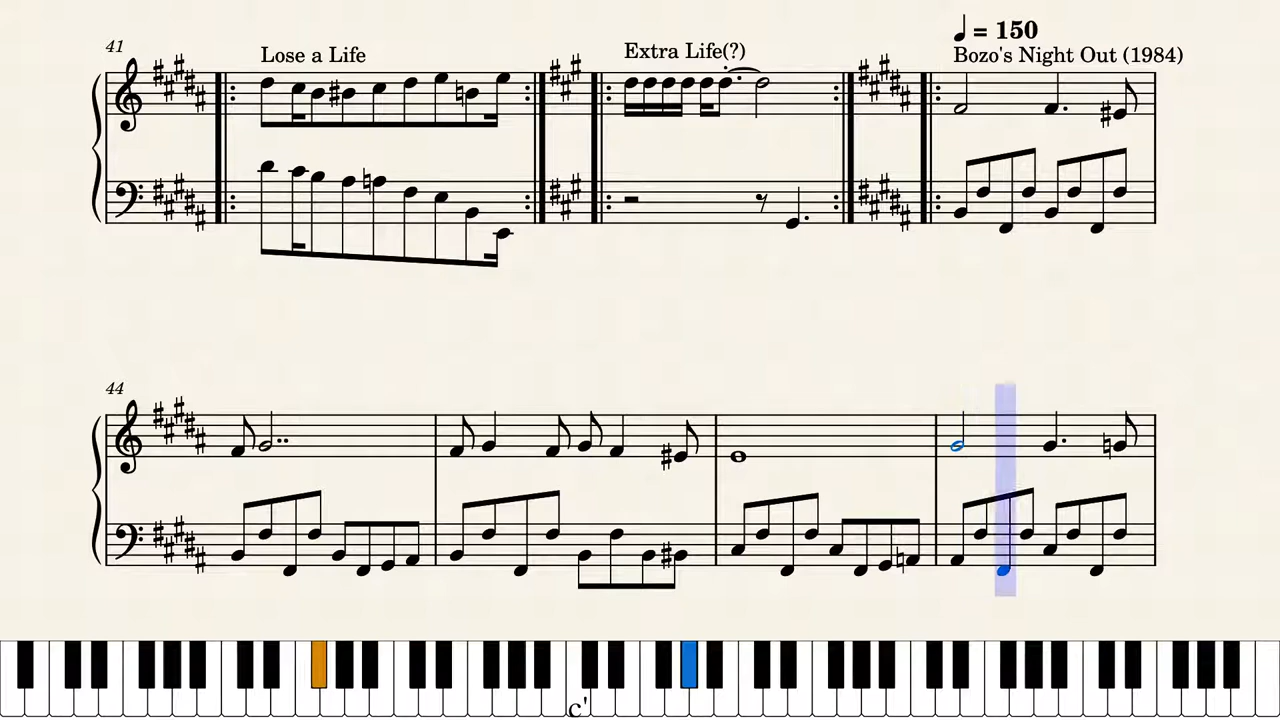 41
Lose a Life
Extra Life(?)
♩ = 150
Bozo's Night Out (1984)
44
c'